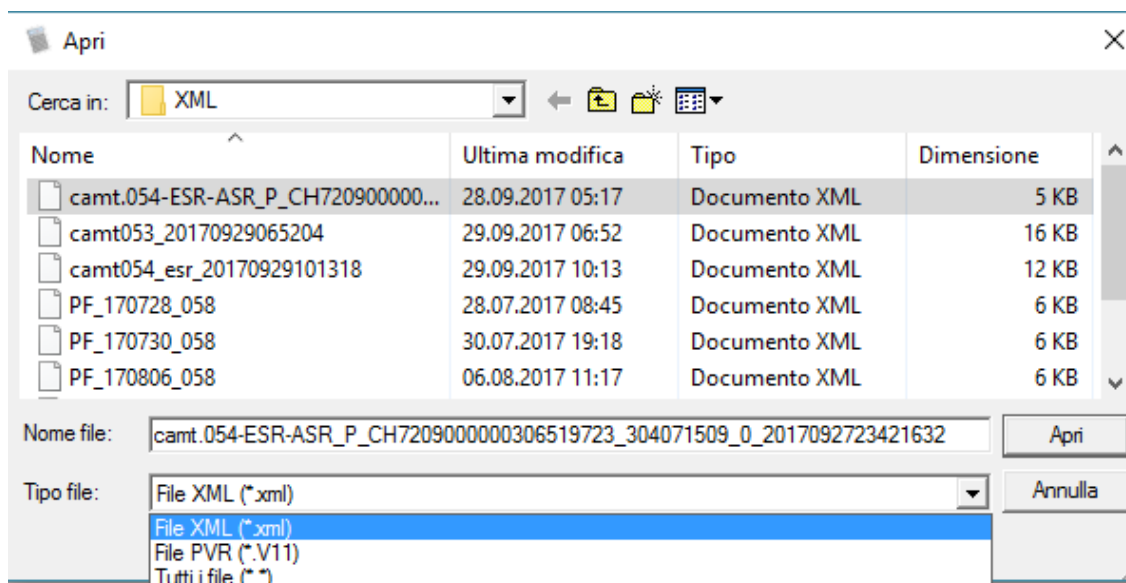 Apri
Cerca in: XML
Nome Ultima modifica Tipo Dimensione
camt.054-ESR-ASR_P_CH720900000... 28.09.2017 05:17 Documento XML 5 KB
camt053_20170929065204 29.09.2017 06:52 Documento XML 16 KB
camt054_esr_20170929101318 29.09.2017 10:13 Documento XML 12 KB
PF_170728_058 28.07.2017 08:45 Documento XML 6 KB
PF_170730_058 30.07.2017 19:18 Documento XML 6 KB
PF_170806_058 06.08.2017 11:17 Documento XML 6 KB
Nome file: camt.054-ESR-ASR_P_CH7209000000306519723_304071509_0_2017092723421632 Apri
Tipo file: File XML (*.xml) Annulla
File XML (*.xml)
File PVR (*.V11)
Tutti i file (*.*)